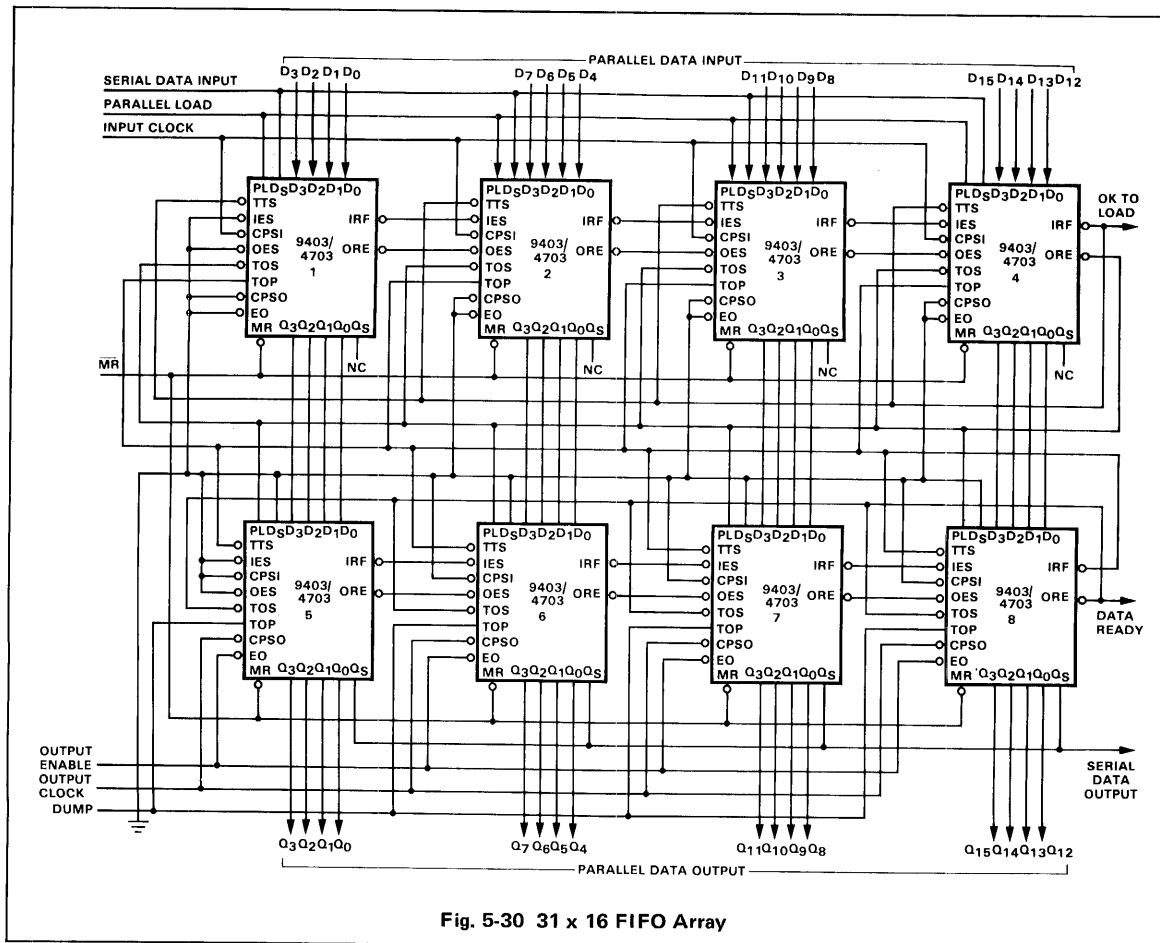 PARALLEL DATA INPUT
SERIAL DATA INPUT
PARALLEL LOAD
INPUT CLOCK
D3 D2 D1 D0
D7 D6 D5 D4
D11 D10 D9 D8
D15 D14 D13 D12
PL DS D3 D2 D1 D0
TTS
IES
CPSI
OES
TOS
TOP
CPSO
EO
MR Q3 Q2 Q1 Q0 QS
IRF
ORE
9403/
4703
1
NC
PL DS D3 D2 D1 D0
TTS
IES
CPSI
OES
TOS
TOP
CPSO
EO
MR Q3 Q2 Q1 Q0 QS
IRF
ORE
9403/
4703
2
NC
PL DS D3 D2 D1 D0
TTS
IES
CPSI
OES
TOS
TOP
CPSO
EO
MR Q3 Q2 Q1 Q0 QS
IRF
ORE
9403/
4703
3
NC
PL DS D3 D2 D1 D0
TTS
IES
CPSI
OES
TOS
TOP
CPSO
EO
MR Q3 Q2 Q1 Q0 QS
IRF
ORE
9403/
4703
4
NC
OK TO
LOAD
M̅R̅
PL DS D3 D2 D1 D0
TTS
IES
CPSI
OES
TOS
TOP
CPSO
EO
MR Q3 Q2 Q1 Q0 QS
IRF
ORE
9403/
4703
5
PL DS D3 D2 D1 D0
TTS
IES
CPSI
OES
TOS
TOP
CPSO
EO
MR Q3 Q2 Q1 Q0 QS
IRF
ORE
9403/
4703
6
PL DS D3 D2 D1 D0
TTS
IES
CPSI
OES
TOS
TOP
CPSO
EO
MR Q3 Q2 Q1 Q0 QS
IRF
ORE
9403/
4703
7
PL DS D3 D2 D1 D0
TTS
IES
CPSI
OES
TOS
TOP
CPSO
EO
MR Q3 Q2 Q1 Q0 QS
IRF
ORE
9403/
4703
8
DATA
READY
OUTPUT
ENABLE
OUTPUT
CLOCK
DUMP
SERIAL
DATA
OUTPUT
Q3 Q2 Q1 Q0
Q7 Q6 Q5 Q4
Q11 Q10 Q9 Q8
Q15 Q14 Q13 Q12
PARALLEL DATA OUTPUT
Fig. 5-30 31 x 16 FIFO Array